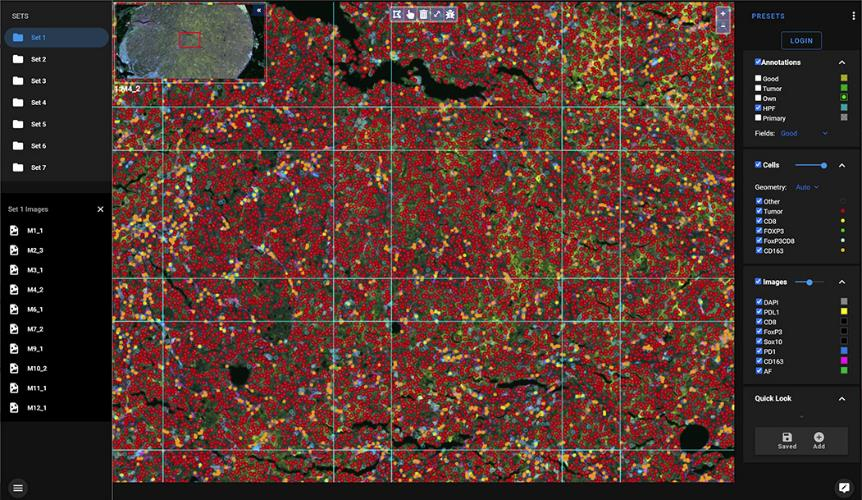 SETS
Set 1
Set 2
Set 3
Set 4
Set 5
Set 6
Set 7
Set 1 Images
M1_1
M2_3
M3_1
M4_2
M6_1
M7_2
M9_1
M10_2
M11_1
M12_1
PRESETS
LOGIN
Annotations
Good
Tumor
Own
HPF
Primary
Fields: Good
Cells
Geometry: Auto
Other
Tumor
CD8
FOXP3
FoxP3CD8
CD163
Images
DAPI
PDL1
CD8
FoxP3
Sox10
PD1
CD163
AF
Quick Look
Saved Add